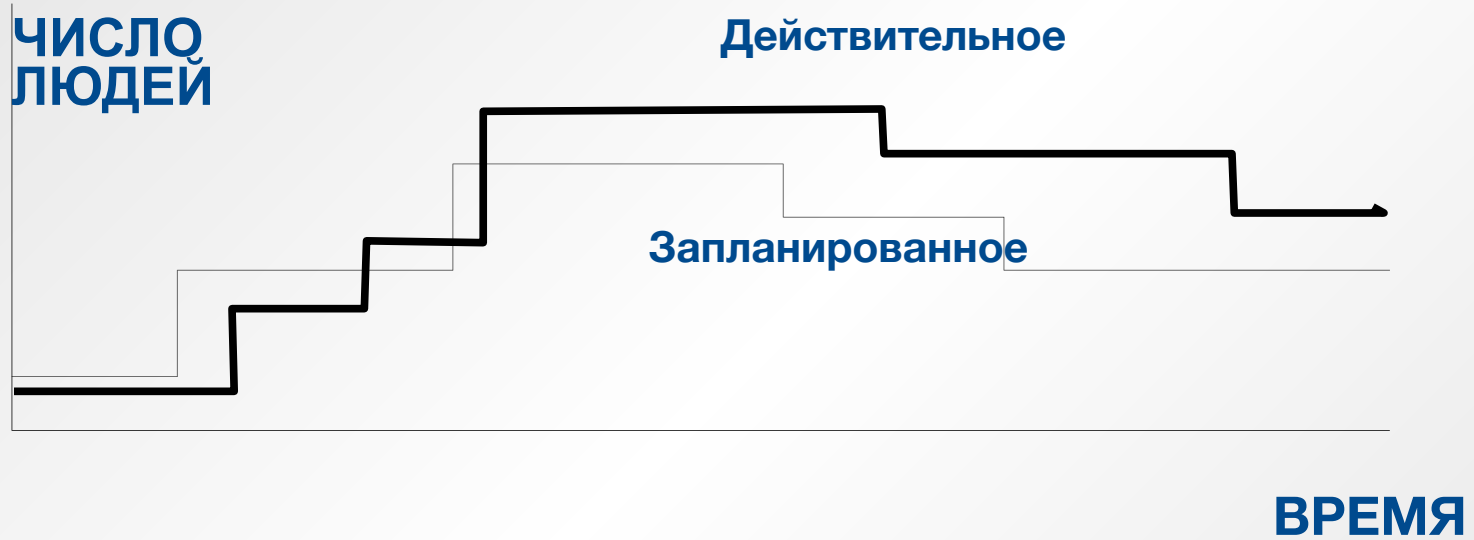 ЧИСЛО
ЛЮДЕЙ
Действительное
Запланированное
ВРЕМЯ